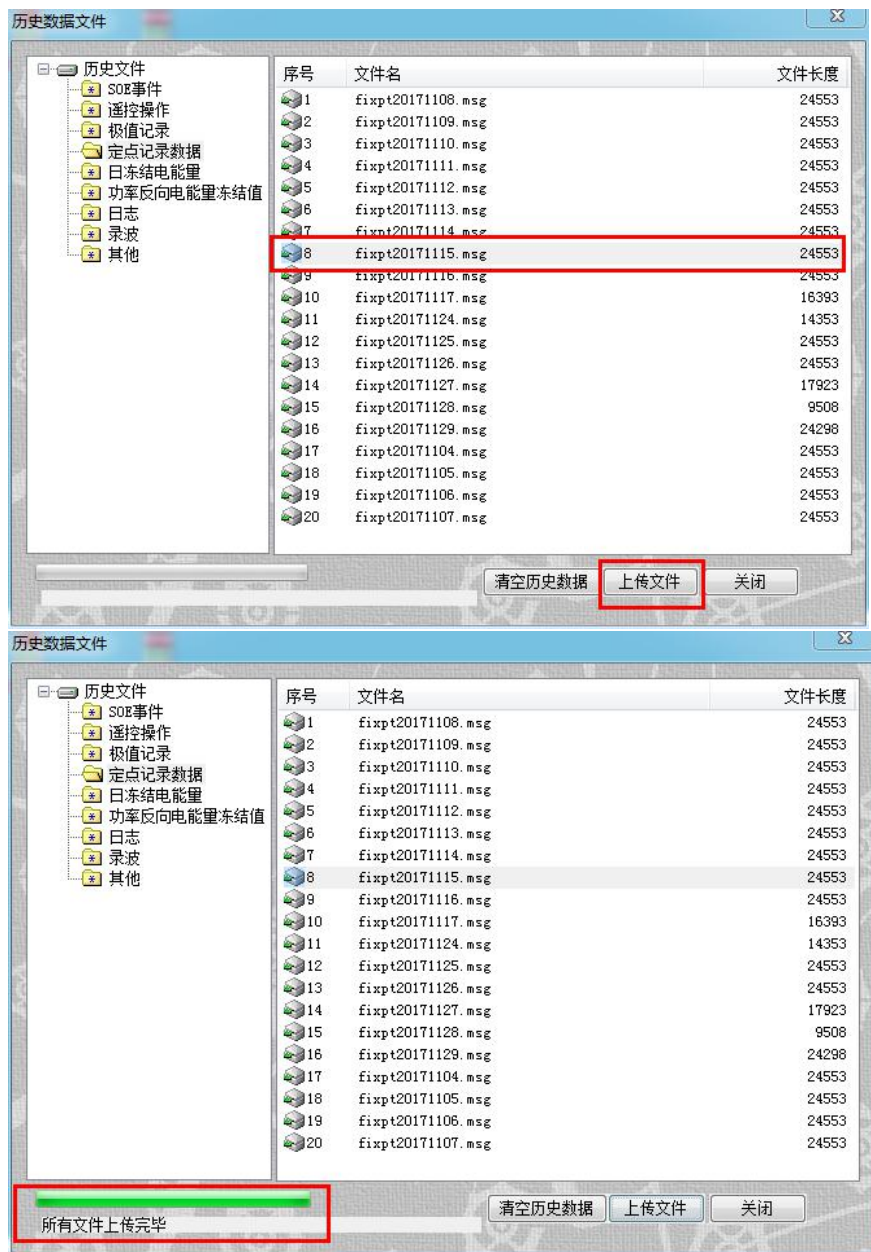 历史数据文件
历史文件
SOE事件
遥控操作
极值记录
定点记录数据
日冻结电能量
功率反向电能量冻结值
日志
录波
其他
序号 文件名 文件长度
1 fixpt20171108.msg 24553
2 fixpt20171109.msg 24553
3 fixpt20171110.msg 24553
4 fixpt20171111.msg 24553
5 fixpt20171112.msg 24553
6 fixpt20171113.msg 24553
7 fixpt20171114.msg 24553
8 fixpt20171115.msg 24553
9 fixpt20171116.msg 24553
10 fixpt20171117.msg 16393
11 fixpt20171124.msg 14353
12 fixpt20171125.msg 24553
13 fixpt20171126.msg 24553
14 fixpt20171127.msg 17923
15 fixpt20171128.msg 9508
16 fixpt20171129.msg 24298
17 fixpt20171104.msg 24553
18 fixpt20171105.msg 24553
19 fixpt20171106.msg 24553
20 fixpt20171107.msg 24553
清空历史数据 上传文件 关闭
历史数据文件
历史文件
SOE事件
遥控操作
极值记录
定点记录数据
日冻结电能量
功率反向电能量冻结值
日志
录波
其他
序号 文件名 文件长度
1 fixpt20171108.msg 24553
2 fixpt20171109.msg 24553
3 fixpt20171110.msg 24553
4 fixpt20171111.msg 24553
5 fixpt20171112.msg 24553
6 fixpt20171113.msg 24553
7 fixpt20171114.msg 24553
8 fixpt20171115.msg 24553
9 fixpt20171116.msg 24553
10 fixpt20171117.msg 16393
11 fixpt20171124.msg 14353
12 fixpt20171125.msg 24553
13 fixpt20171126.msg 24553
14 fixpt20171127.msg 17923
15 fixpt20171128.msg 9508
16 fixpt20171129.msg 24298
17 fixpt20171104.msg 24553
18 fixpt20171105.msg 24553
19 fixpt20171106.msg 24553
20 fixpt20171107.msg 24553
清空历史数据 上传文件 关闭
所有文件上传完毕